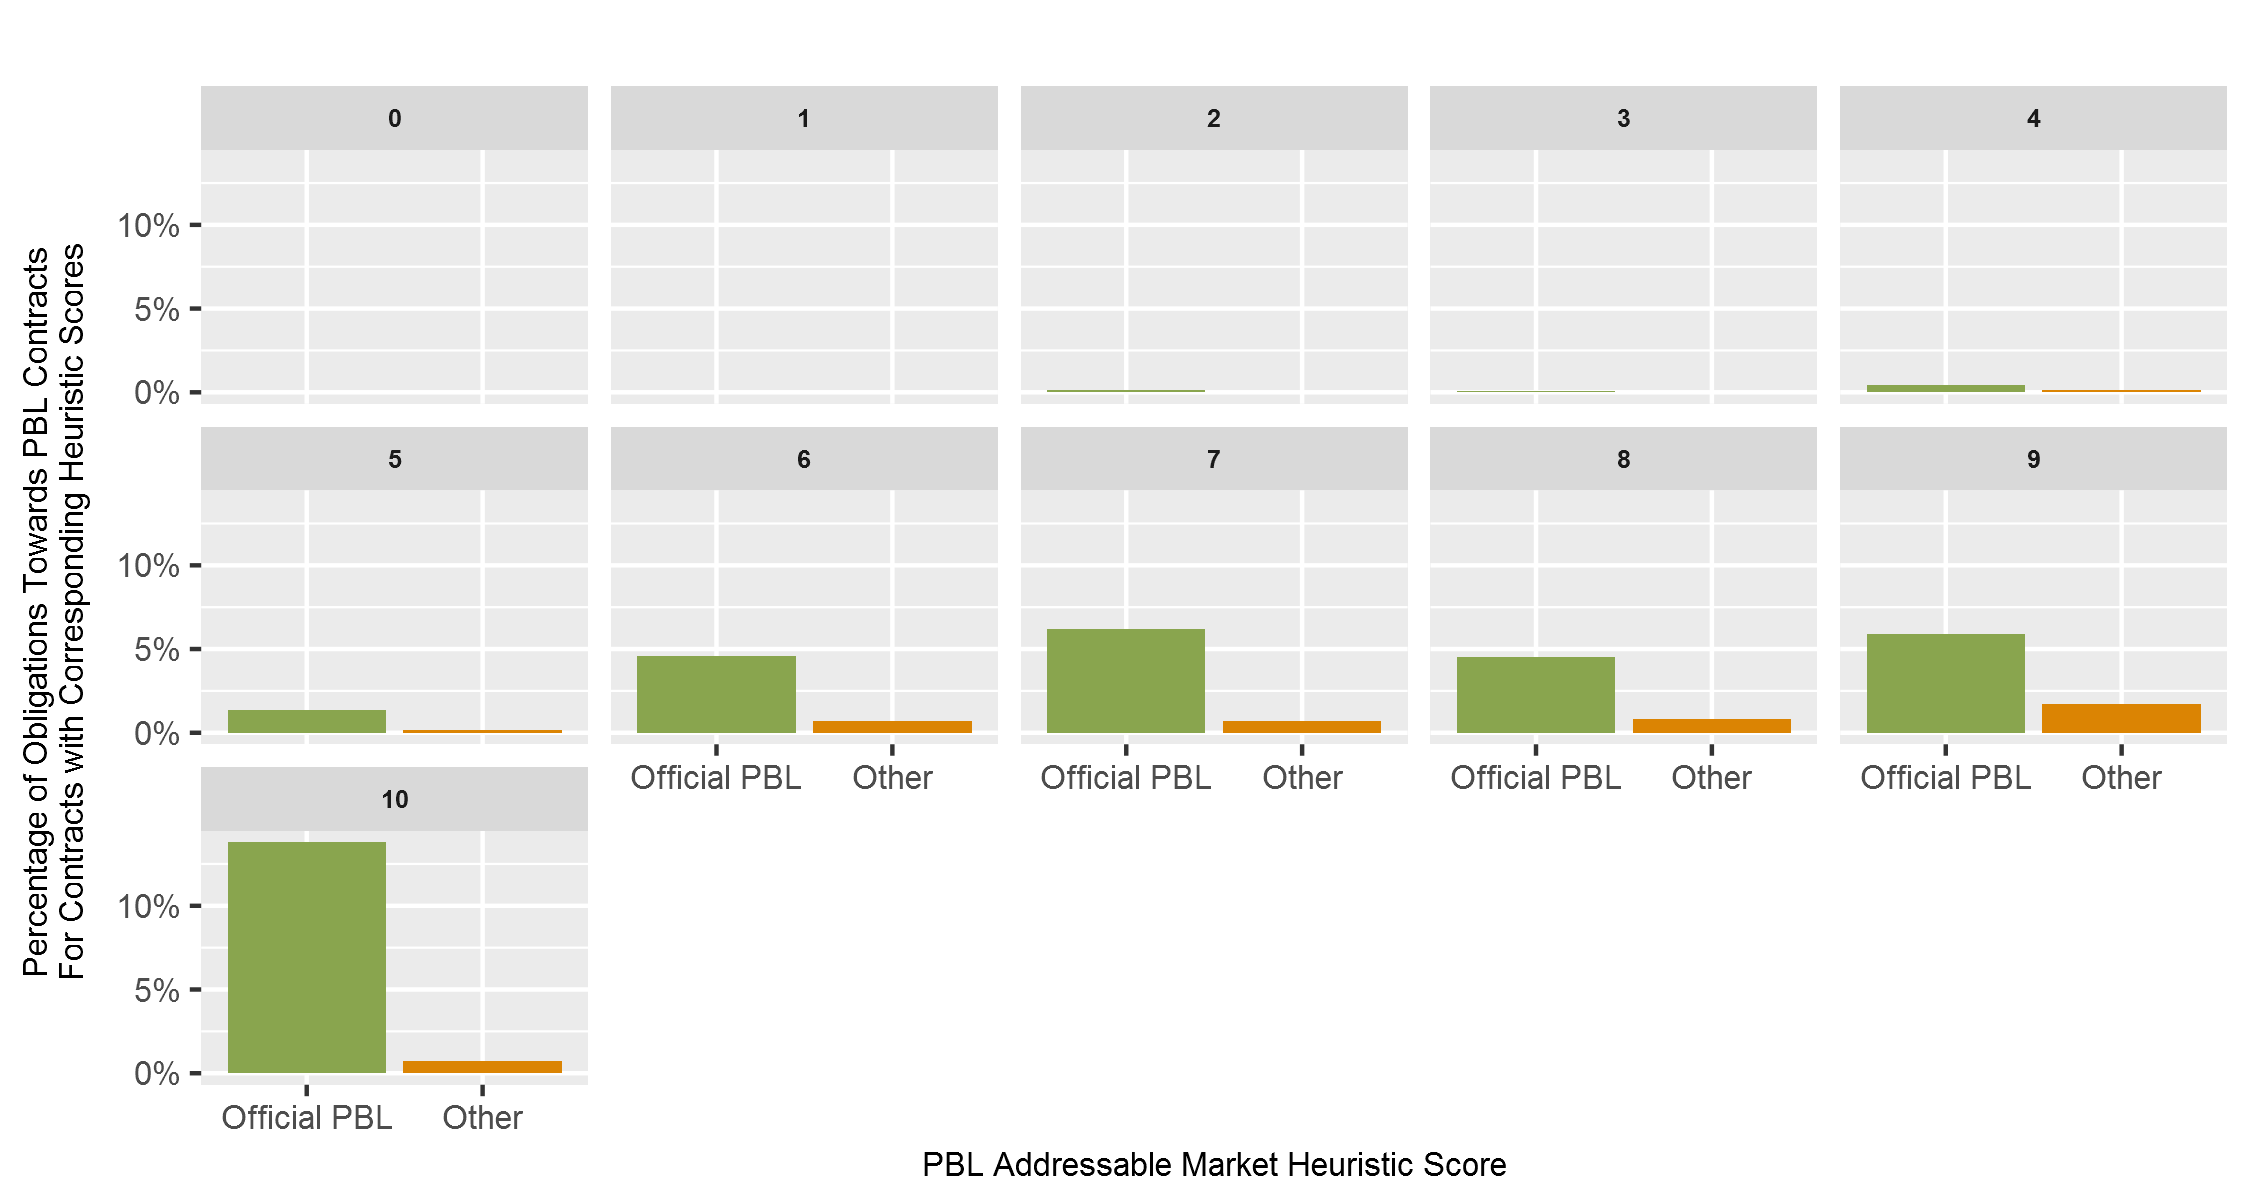 Percentage of Obligations Towards PBL Contracts
For Contracts with Corresponding Heuristic Scores
0
1
2
3
4
10%
5%
0%
5
6
7
8
9
10%
5%
0%
Official PBL
Other
Official PBL
Other
Official PBL
Other
Official PBL
Other
10
10%
5%
0%
Official PBL
Other
PBL Addressable Market Heuristic Score